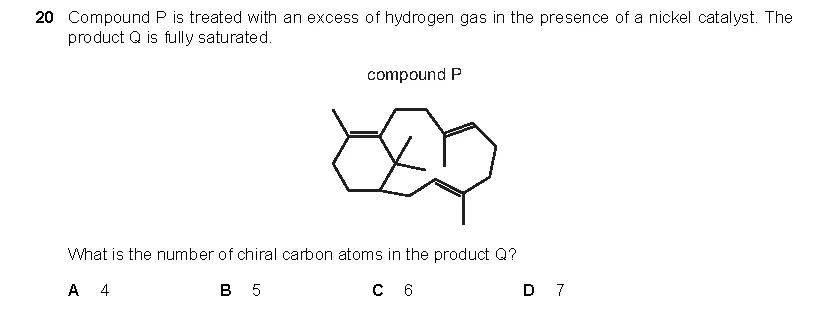 20 Compound P is treated with an excess of hydrogen gas in the presence of a nickel catalyst. The
product Q is fully saturated.
compound P
What is the number of chiral carbon atoms in the product Q?
A 4 B 5 C 6 D 7